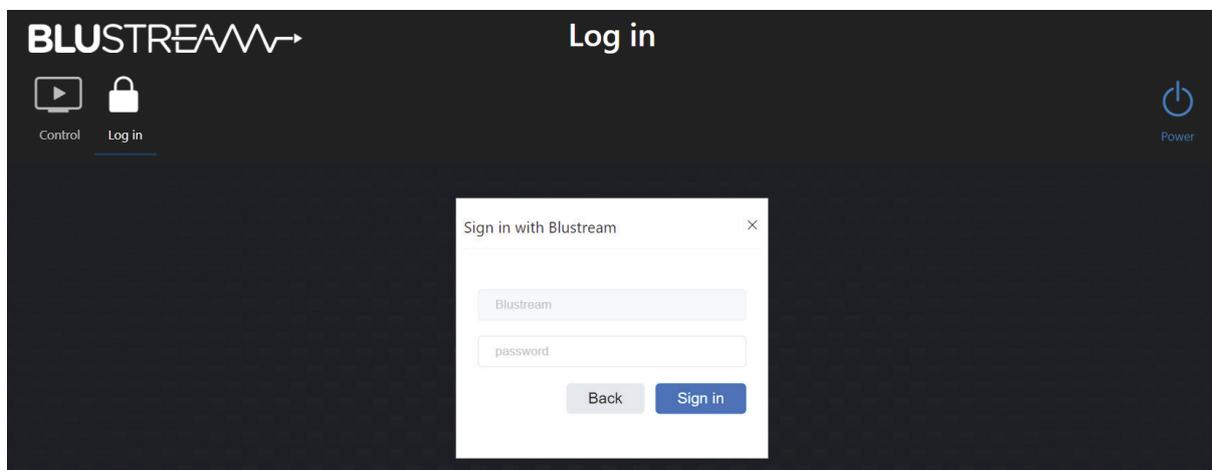 BLUSTREAM
Log in
Control
Log in
Power
Sign in with Blustream
Blustream
password
Back
Sign in